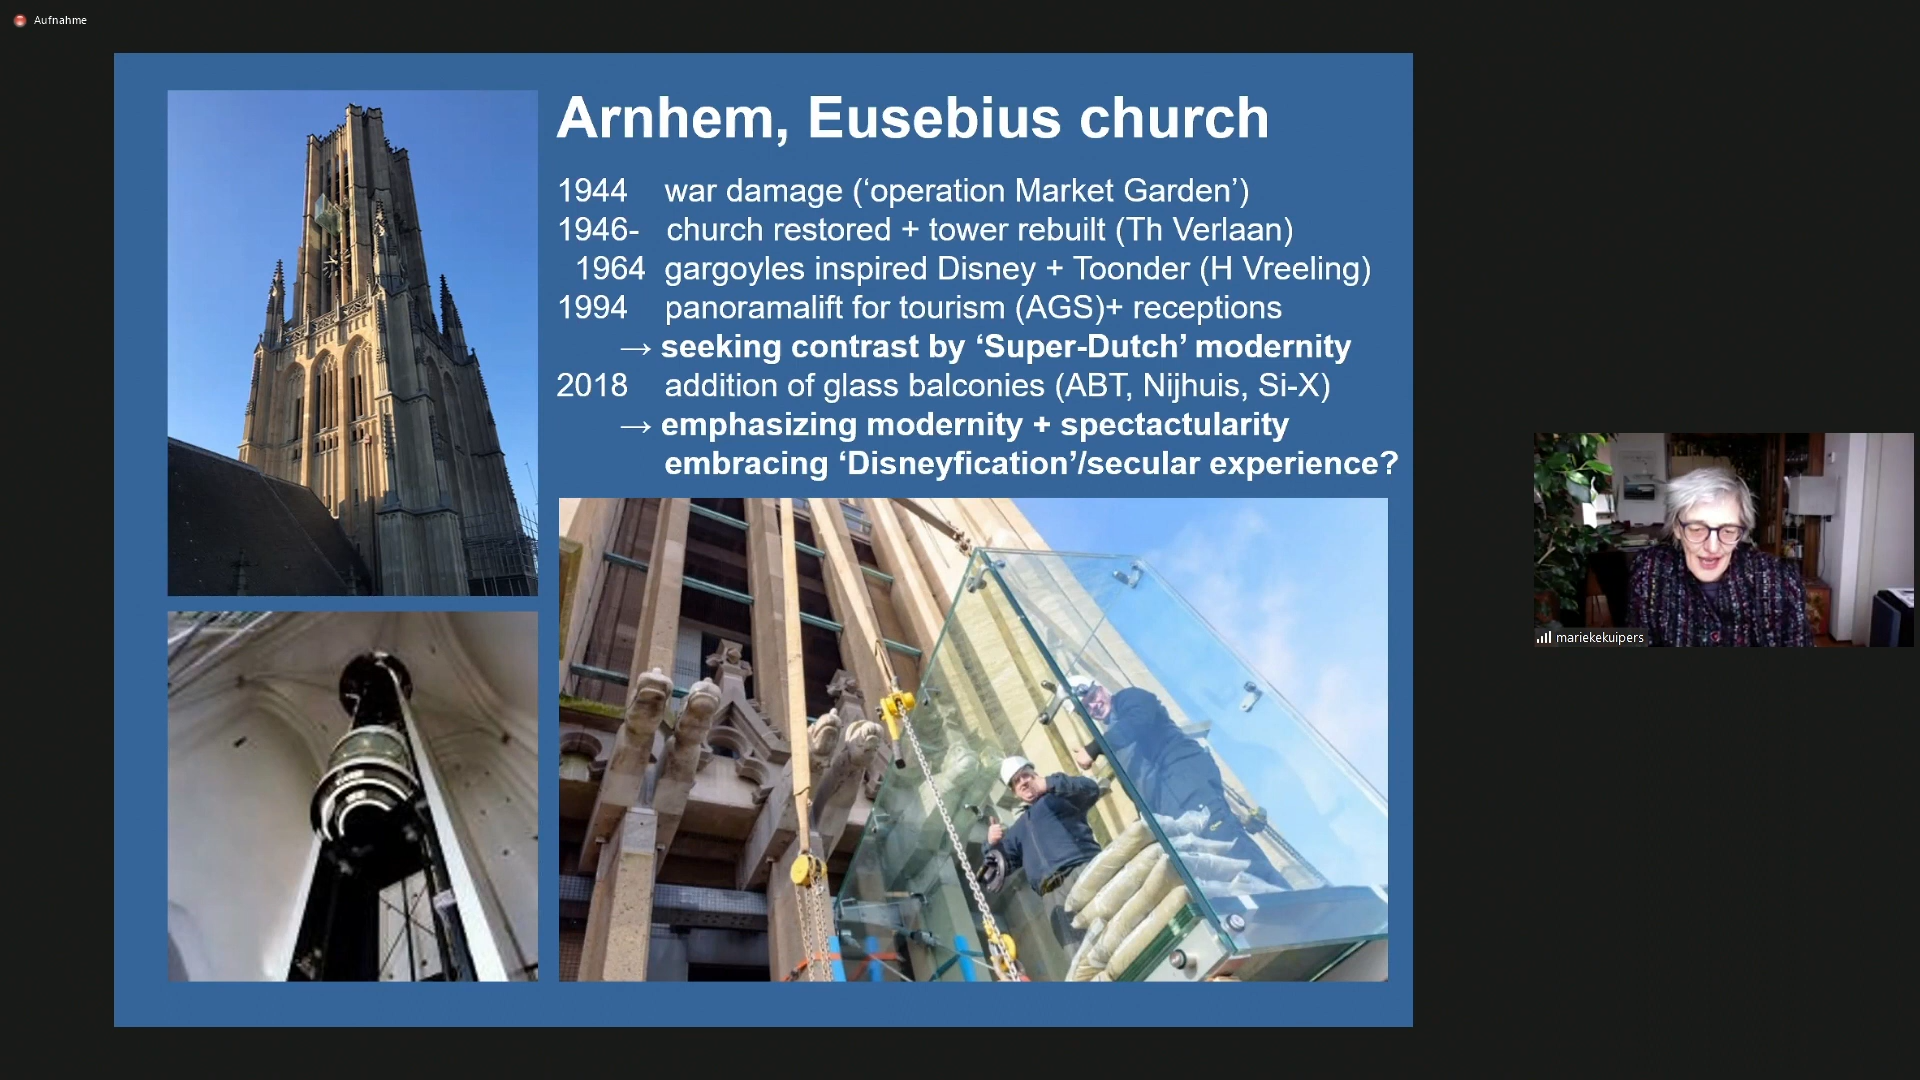 Aufnahme
Arnhem, Eusebius church
1944 war damage (‘operation Market Garden’)
1946- church restored + tower rebuilt (Th Verlaan)
1964 gargoyles inspired Disney + Toonder (H Vreeling)
1994 panoramalift for tourism (AGS)+ receptions
→ seeking contrast by ‘Super-Dutch’ modernity
2018 addition of glass balconies (ABT, Nijhuis, Si-X)
→ emphasizing modernity + spectactularity
embracing ‘Disneyfication’/secular experience?
mariekekuipers